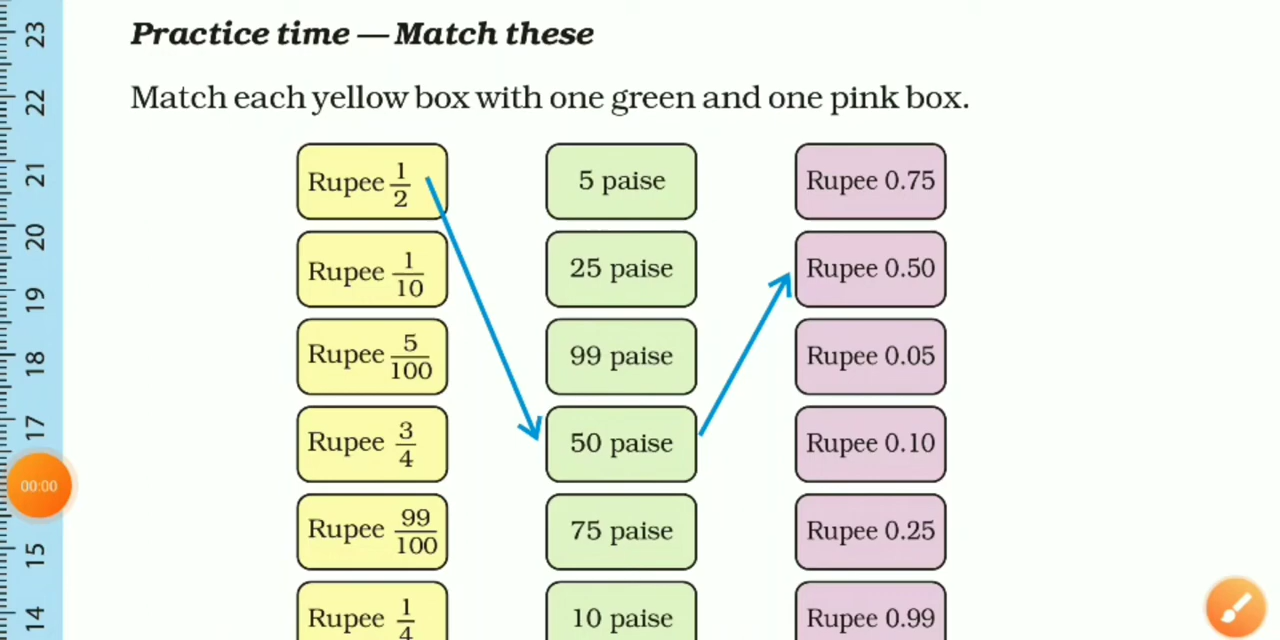 Practice time — Match these
Match each yellow box with one green and one pink box.
Rupee 1/2 5 paise Rupee 0.75
Rupee 1/10 25 paise Rupee 0.50
Rupee 5/100 99 paise Rupee 0.05
Rupee 3/4 50 paise Rupee 0.10
Rupee 99/100 75 paise Rupee 0.25
Rupee 1/4 10 paise Rupee 0.99
23
22
21
20
19
18
17
00:00
15
14